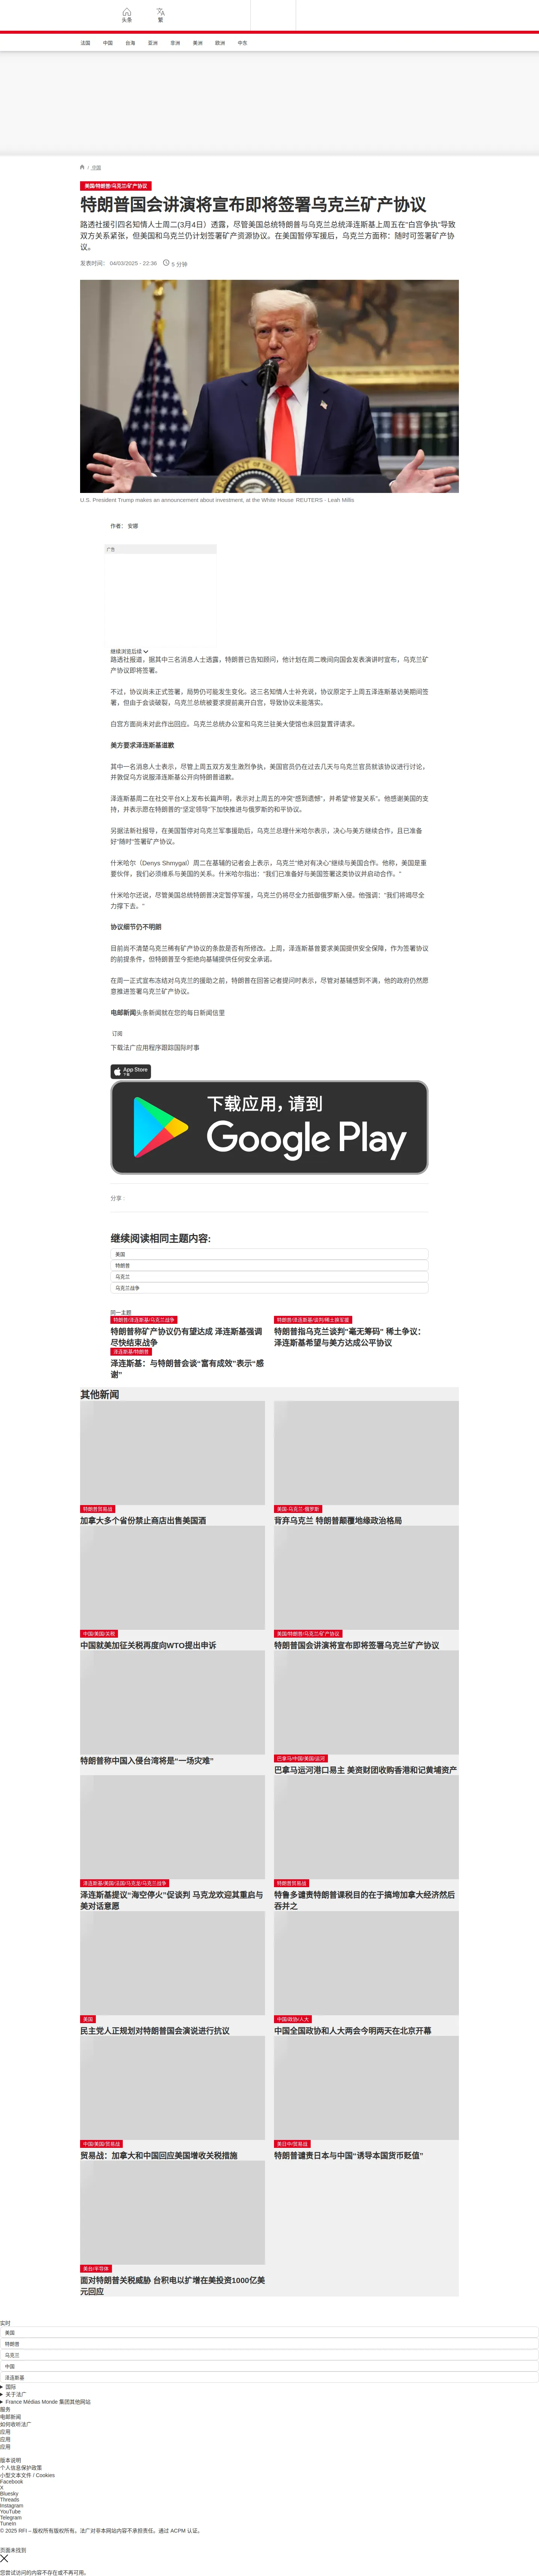 头条
繁
法国
中国
台海
亚洲
非洲
美洲
欧洲
中东
/ 中国
美国/特朗普/乌克兰/矿产协议
特朗普国会讲演将宣布即将签署乌克兰矿产协议
路透社援引四名知情人士周二(3月4日）透露，尽管美国总统特朗普与乌克兰总统泽连斯基上周五在“白宫争执”导致
双方关系紧张，但美国和乌克兰仍计划签署矿产资源协议。在美国暂停军援后，乌克兰方面称：随时可签署矿产协
议。
发表时间： 04/03/2025 - 22:36
5 分钟
U.S. President Trump makes an announcement about investment, at the White House REUTERS - Leah Millis
作者： 安娜
广告
继续浏览后续
路透社报道，据其中三名消息人士透露，特朗普已告知顾问，他计划在周二晚间向国会发表演讲时宣布，乌克兰矿
产协议即将签署。
不过，协议尚未正式签署，局势仍可能发生变化。这三名知情人士补充说，协议原定于上周五泽连斯基访美期间签
署，但由于会谈破裂，乌克兰总统被要求提前离开白宫，导致协议未能落实。
白宫方面尚未对此作出回应。乌克兰总统办公室和乌克兰驻美大使馆也未回复置评请求。
美方要求泽连斯基道歉
其中一名消息人士表示，尽管上周五双方发生激烈争执，美国官员仍在过去几天与乌克兰官员就该协议进行讨论，
并敦促乌方说服泽连斯基公开向特朗普道歉。
泽连斯基周二在社交平台X上发布长篇声明，表示对上周五的冲突“感到遗憾”，并希望“修复关系”。他感谢美国的支
持，并表示愿在特朗普的“坚定领导”下加快推进与俄罗斯的和平协议。
另据法新社报导，在美国暂停对乌克兰军事援助后，乌克兰总理什米哈尔表示，决心与美方继续合作，且已准备
好“随时”签署矿产协议。
什米哈尔（Denys Shmygal）周二在基辅的记者会上表示，乌克兰“绝对有决心”继续与美国合作。他称，美国是重
要伙伴，我们必须维系与美国的关系。什米哈尔指出：“我们已准备好与美国签署这类协议并启动合作。”
什米哈尔还说，尽管美国总统特朗普决定暂停军援，乌克兰仍将尽全力抵御俄罗斯入侵。他强调：“我们将竭尽全
力撑下去。”
协议细节仍不明朗
目前尚不清楚乌克兰稀有矿产协议的条款是否有所修改。上周，泽连斯基曾要求美国提供安全保障，作为签署协议
的前提条件，但特朗普至今拒绝向基辅提供任何安全承诺。
在周一正式宣布冻结对乌克兰的援助之前，特朗普在回答记者提问时表示，尽管对基辅感到不满，他的政府仍然愿
意推进签署乌克兰矿产协议。
电邮新闻头条新闻就在您的每日新闻信里
订阅
下载法广应用程序跟踪国际时事
App Store
下载
下载应用，请到
Google Play
分享 :
继续阅读相同主题内容:
美国
特朗普
乌克兰
乌克兰战争
同一主题
特朗普/泽连斯基/乌克兰战争
特朗普称矿产协议仍有望达成 泽连斯基强调
尽快结束战争
特朗普/泽连斯基/谈判/稀土搁宝疆
特朗普指乌克兰谈判“毫无筹码” 稀土争议：
泽连斯基希望与美方达成公平协议
泽连斯基/特朗普
泽连斯基：与特朗普会谈“富有成效”表示“感
谢”
其他新闻
特朗普贸易战
加拿大多个省份禁止商店出售美国酒
美国-乌克兰-俄罗斯
背弃乌克兰 特朗普颠覆地缘政治格局
中国/美国/关税
中国就美加征关税再度向WTO提出申诉
美国/特朗普/乌克兰/矿产协议
特朗普国会讲演将宣布即将签署乌克兰矿产协议
特朗普称中国入侵台湾将是“一场灾难”
巴拿马/中国/美国/运河
巴拿马运河港口易主 美资财团收购香港和记黄埔资产
泽连斯基/美国/法国/马克龙/乌克兰战争
泽连斯基提议“海空停火”促谈判 马克龙欢迎其重启与
美对话意愿
特朗普贸易战
特鲁多谴责特朗普课税目的在于搞垮加拿大经济然后
吞并之
美国
民主党人正规划对特朗普国会演说进行抗议
中国/政协/人大
中国全国政协和人大两会今明两天在北京开幕
中国/美国/贸易战
贸易战：加拿大和中国回应美国增收关税措施
美日中/贸易战
特朗普谴责日本与中国“诱导本国货币贬值”
美台/半导体
面对特朗普关税威胁 台积电以扩增在美投资1000亿美
元回应
实时
美国
特朗普
乌克兰
中国
泽连斯基
国际
关于法广
France Médias Monde 集团其他网站
服务
电邮新闻
如何收听法广
应用
应用
应用
版本说明
个人信息保护政策
小型文本文件 / Cookies
Facebook
X
Bluesky
Threads
Instagram
YouTube
Telegram
TuneIn
© 2025 RFI – 版权所有版权所有。法广对非本网站内容不承担责任。通过 ACPM 认证。
页面未找到
您尝试访问的内容不存在或不再可用。